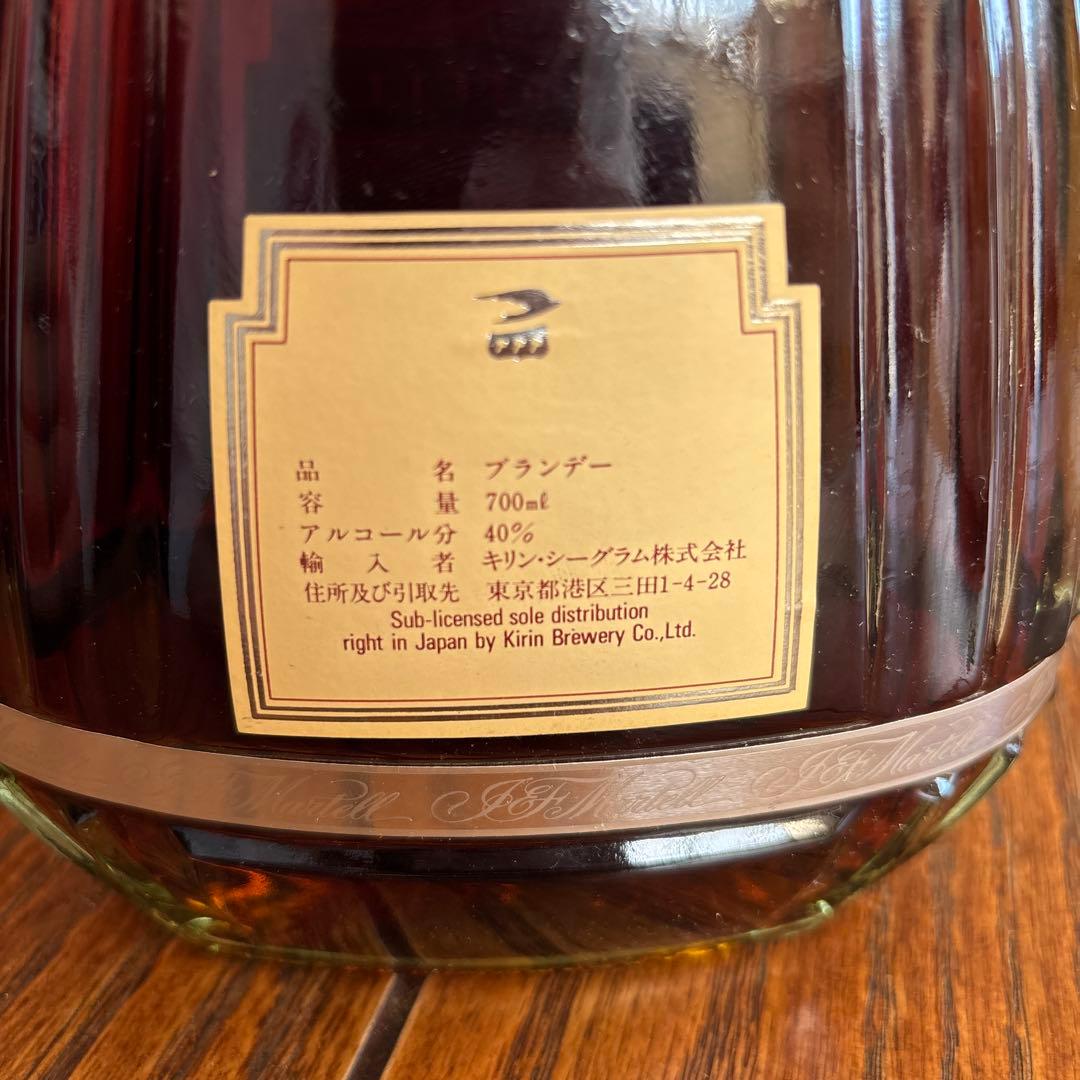 品名 ブランデー
容量 700mℓ
アルコール分 40%
輸入者 キリン・シーグラム株式会社
住所及び引取先 東京都港区三田1-4-28
Sub-licensed sole distribution
right in Japan by Kirin Brewery Co.,Ltd.
Martell J&F Martell J&F Martell